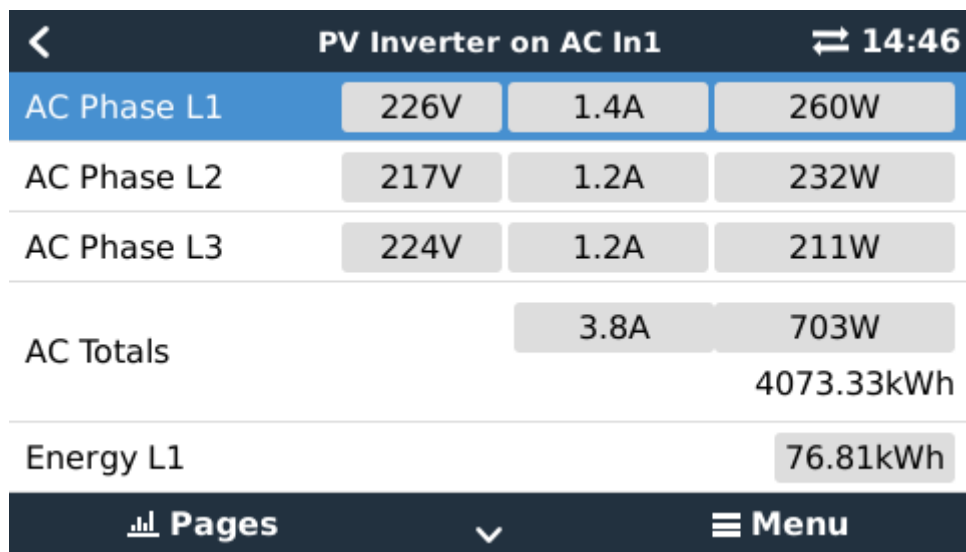 PV Inverter on AC In1 14:46
AC Phase L1 226V 1.4A 260W
AC Phase L2 217V 1.2A 232W
AC Phase L3 224V 1.2A 211W
AC Totals 3.8A 703W
4073.33kWh
Energy L1 76.81kWh
Pages Menu